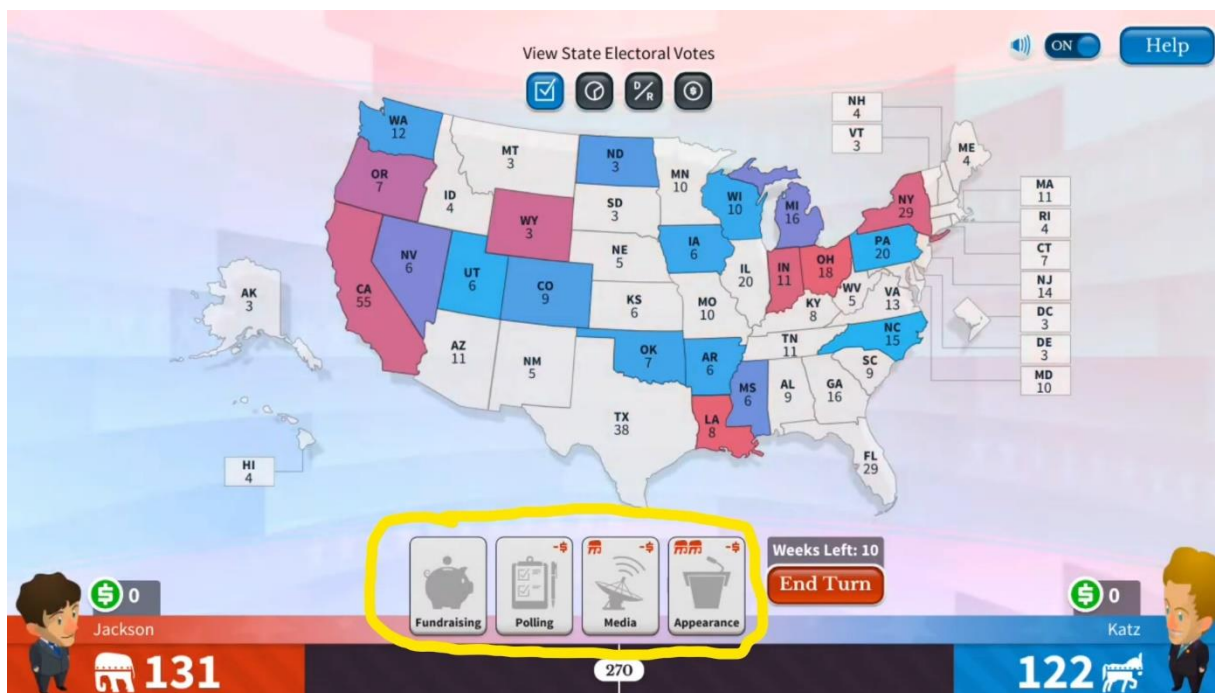 View State Electoral Votes
ON
Help
D/R
$
WA
12
OR
7
CA
55
NV
6
ID
4
MT
3
WY
3
UT
6
CO
9
AZ
11
NM
5
ND
3
SD
3
NE
5
KS
6
OK
7
TX
38
MN
10
IA
6
MO
10
AR
6
LA
8
WI
10
IL
20
MI
16
IN
11
OH
18
KY
8
TN
11
MS
6
AL
9
GA
16
FL
29
SC
9
NC
15
VA
13
WV
5
PA
20
NY
29
ME
4
NH
4
VT
3
MA
11
RI
4
CT
7
NJ
14
DC
3
DE
3
MD
10
AK
3
HI
4
Fundraising
-$
Polling
-$
Media
-$
Appearance
Weeks Left: 10
End Turn
$ 0
Jackson
131
270
$ 0
Katz
122